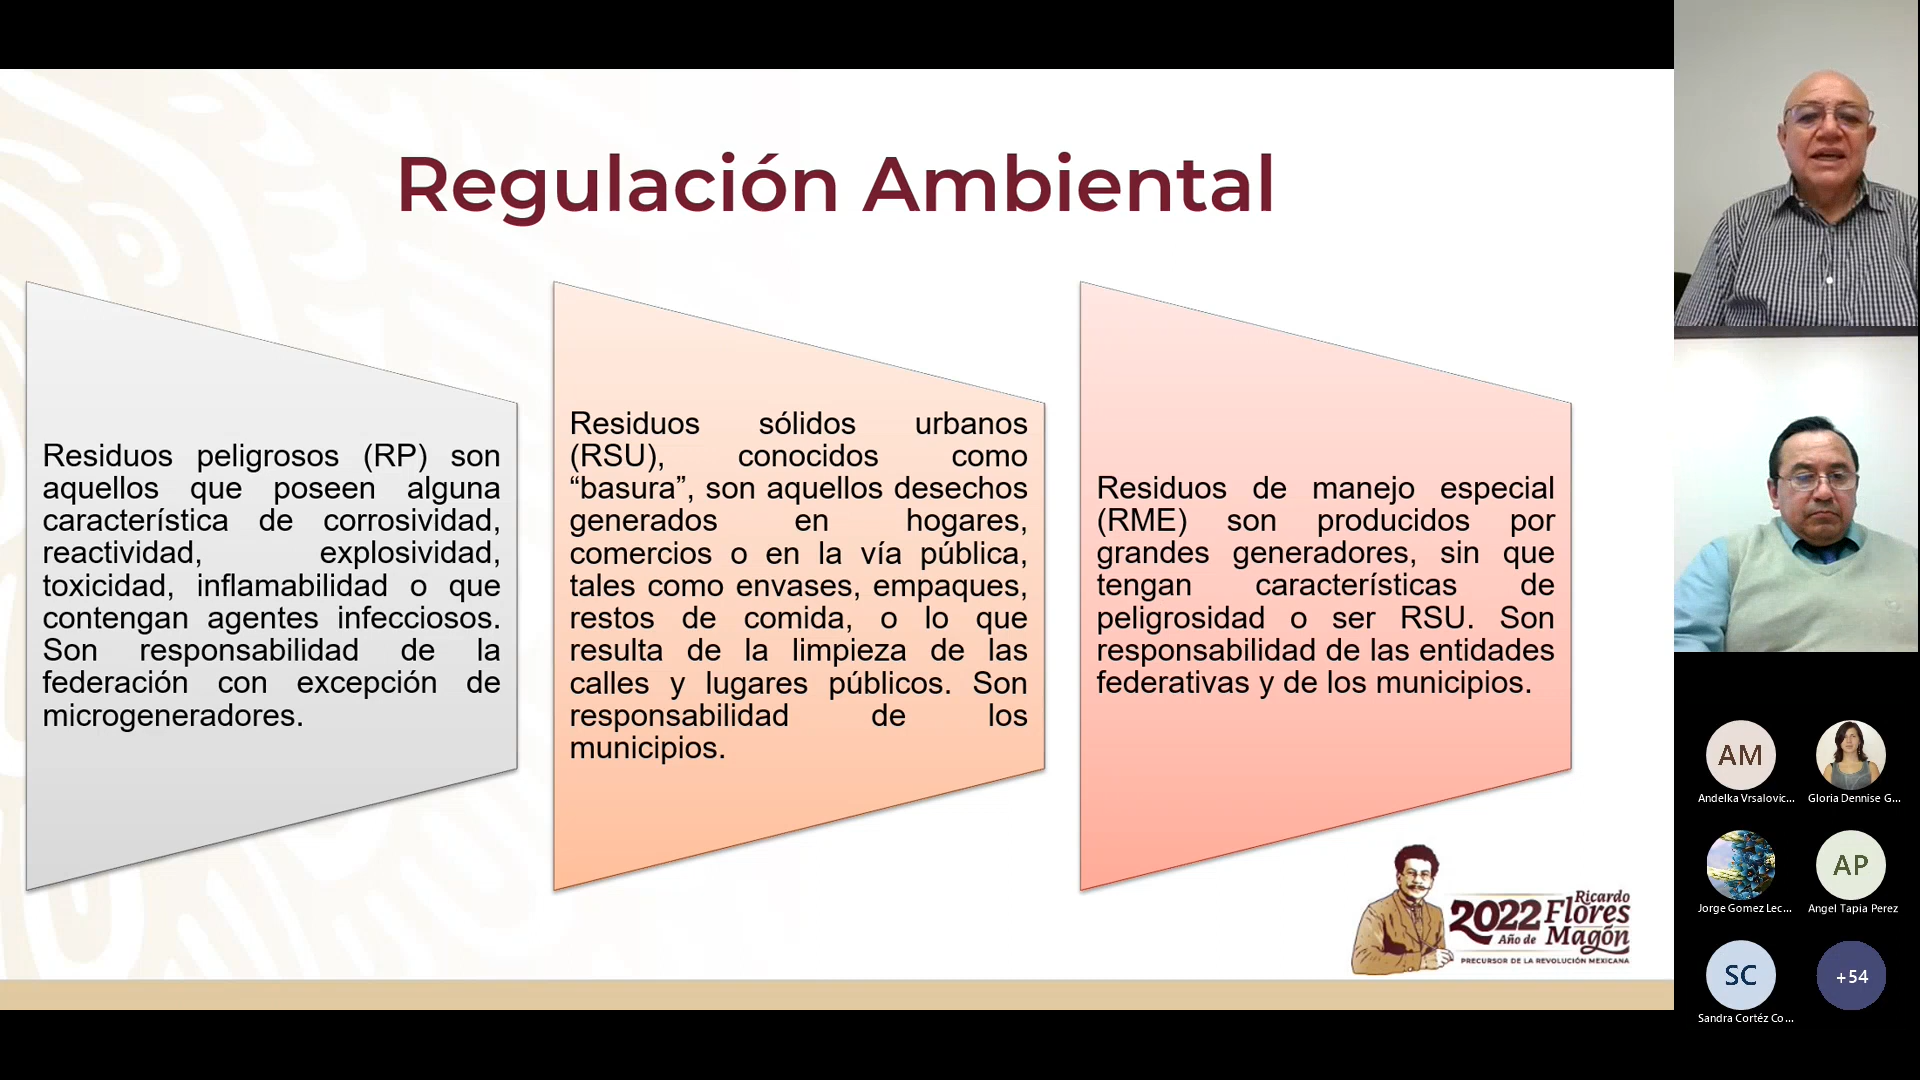 Regulación Ambiental
Residuos peligrosos (RP) son
aquellos que poseen alguna
característica de corrosividad,
reactividad, explosividad,
toxicidad, inflamabilidad o que
contengan agentes infecciosos.
Son responsabilidad de la
federación con excepción de
microgeneradores.
Residuos sólidos urbanos
(RSU), conocidos como
“basura”, son aquellos desechos
generados en hogares,
comercios o en la vía pública,
tales como envases, empaques,
restos de comida, o lo que
resulta de la limpieza de las
calles y lugares públicos. Son
responsabilidad de los
municipios.
Residuos de manejo especial
(RME) son producidos por
grandes generadores, sin que
tengan características de
peligrosidad o ser RSU. Son
responsabilidad de las entidades
federativas y de los municipios.
2022 Ricardo
Flores
Año de Magón
PRECURSOR DE LA REVOLUCIÓN MEXICANA
AM
Andelka Vrsalovic...
Gloria Dennise G...
Jorge Gomez Lec...
AP
Angel Tapia Perez
SC
Sandra Cortéz Co...
+54